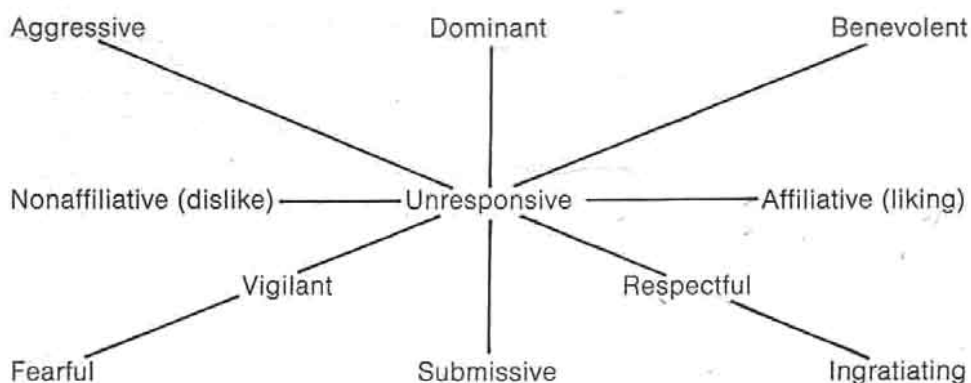 Aggressive Dominant Benevolent
Nonaffiliative (dislike) Unresponsive Affiliative (liking)
Vigilant Respectful
Fearful Submissive Ingratiating